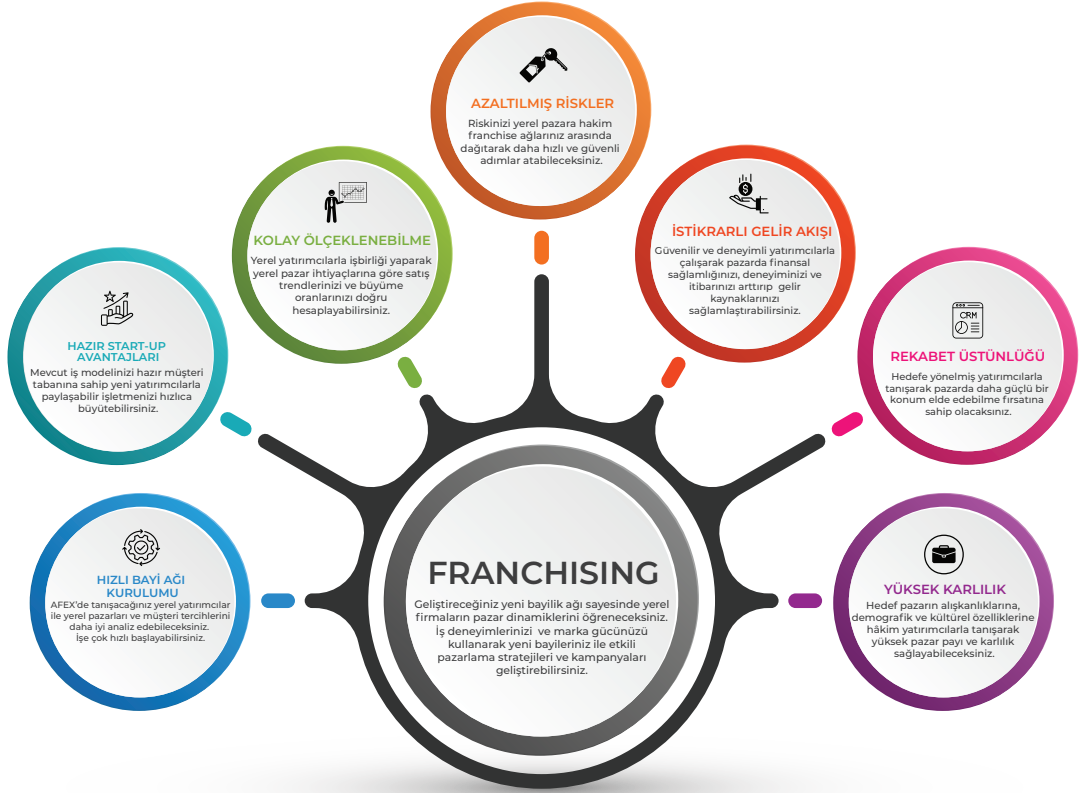 AZALTILMIŞ RİSKLER
Riskinizi yerel pazara hakim
franchise ağlarınız arasında
dağıtarak daha hızlı ve güvenli
adımlar atabileceksiniz.
KOLAY ÖLÇEKLENEBİLME
Yerel yatırımcılarla işbirliği yaparak
yerel pazar ihtiyaçlarına göre satış
trendlerinizi ve büyüme
oranlarınızı doğru
hesaplayabilirsiniz.
İSTİKRARLI GELİR AKIŞI
Güvenilir ve deneyimli yatırımcılarla
çalışarak pazarda finansal
sağlamlığınızı, deneyiminizi ve
itibarınızı arttırıp gelir
kaynaklarınızı
sağlamlaştırabilirsiniz.
HAZIR START-UP
AVANTAJLARI
Mevcut iş modelinizi hazır müşteri
tabanına sahip yeni yatırımcılarla
paylaşabilir işletmenizi hızlıca
büyütebilirsiniz.
CRM
REKABET ÜSTÜNLÜĞÜ
Hedefe yönelmiş yatırımcılarla
tanışarak pazarda daha güçlü bir
konum elde edebilme fırsatına
sahip olacaksınız.
HIZLI BAYİ AĞI
KURULUMU
AFEX'de tanışacağınız yerel yatırımcılar
ile yerel pazarları ve müşteri tercihlerini
daha iyi analiz edebileceksiniz.
İşe çok hızlı başlayabilirsiniz.
FRANCHISING
Geliştireceğiniz yeni bayilik ağı sayesinde yerel
firmaların pazar dinamiklerini öğreneceksiniz.
İş deneyimlerinizi ve marka gücünüzü
kullanarak yeni bayileriniz ile etkili
pazarlama stratejileri ve kampanyaları
geliştirebilirsiniz.
YÜKSEK KARLILIK
Hedef pazarın alışkanlıklarına,
demografik ve kültürel özelliklerine
hâkim yatırımcılarla tanışarak
yüksek pazar payı ve karlılık
sağlayabileceksiniz.